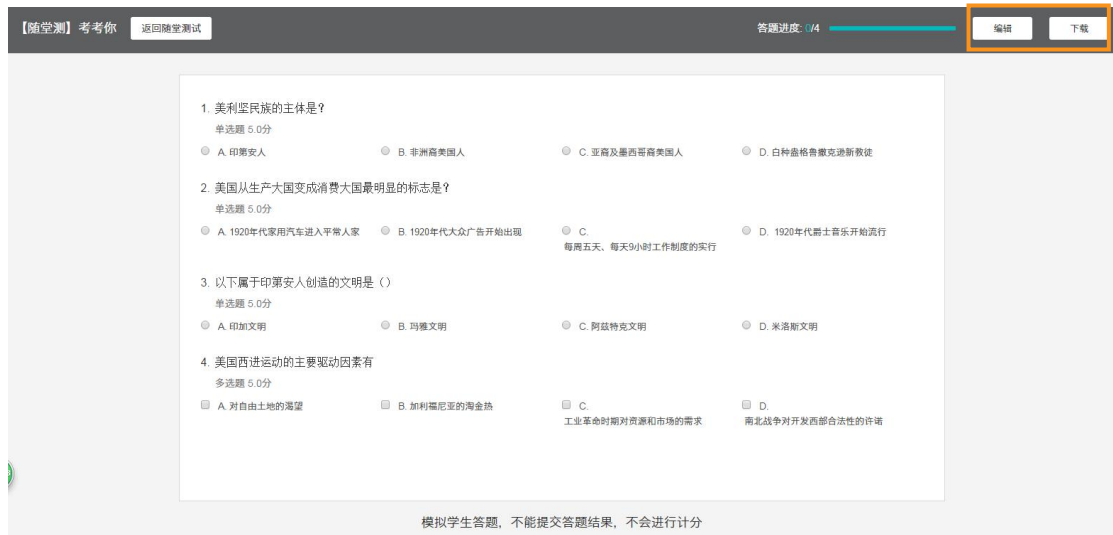 【随堂测】考考你 返回随堂测试 答题进度: 0/4 编辑 下载
1. 美利坚民族的主体是?
单选题 5.0分
A. 印第安人 B. 非洲裔美国人 C. 亚裔及墨西哥裔美国人 D. 白种盎格鲁撒克逊新教徒
2. 美国从生产大国变成消费大国最明显的标志是?
单选题 5.0分
A. 1920年代家用汽车进入平常人家 B. 1920年代大众广告开始出现 C. D. 1920年代爵士音乐开始流行
每周五天、每天9小时工作制度的实行
3. 以下属于印第安人创造的文明是（）
单选题 5.0分
A. 印加文明 B. 玛雅文明 C. 阿兹特克文明 D. 米洛斯文明
4. 美国西进运动的主要驱动因素有
多选题 5.0分
A. 对自由土地的渴望 B. 加利福尼亚的淘金热 C. D.
工业革命时期对资源和市场的需求 南北战争对开发西部合法性的许诺
模拟学生答题，不能提交答题结果，不会进行计分